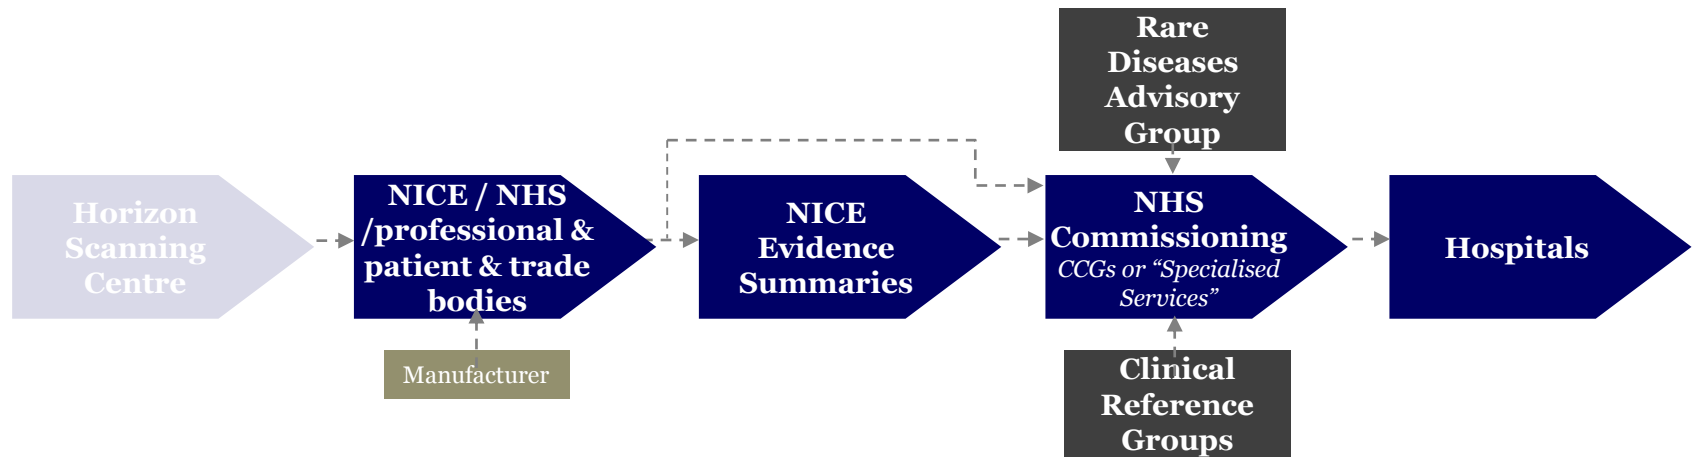 Rare
Diseases
Advisory
Group
Horizon
Scanning
Centre
NICE / NHS
/professional &
patient & trade
bodies
NICE
Evidence
Summaries
NHS
Commissioning
CCGs or “Specialised
Services”
Hospitals
Manufacturer
Clinical
Reference
Groups